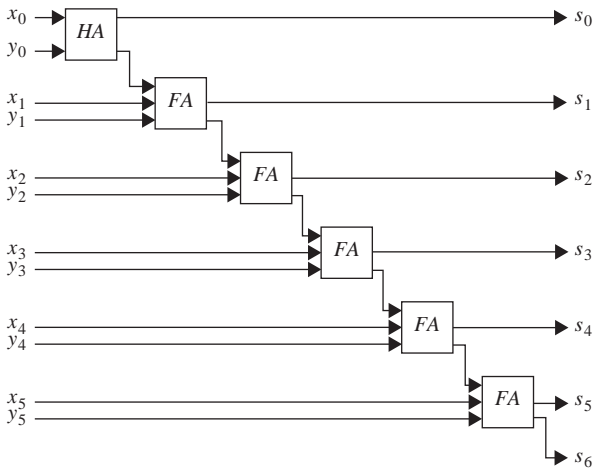 x₀ HA s₀
y₀
x₁ FA s₁
y₁
x₂ FA s₂
y₂
x₃ FA s₃
y₃
x₄ FA s₄
y₄
x₅ FA s₅
y₅
s₆